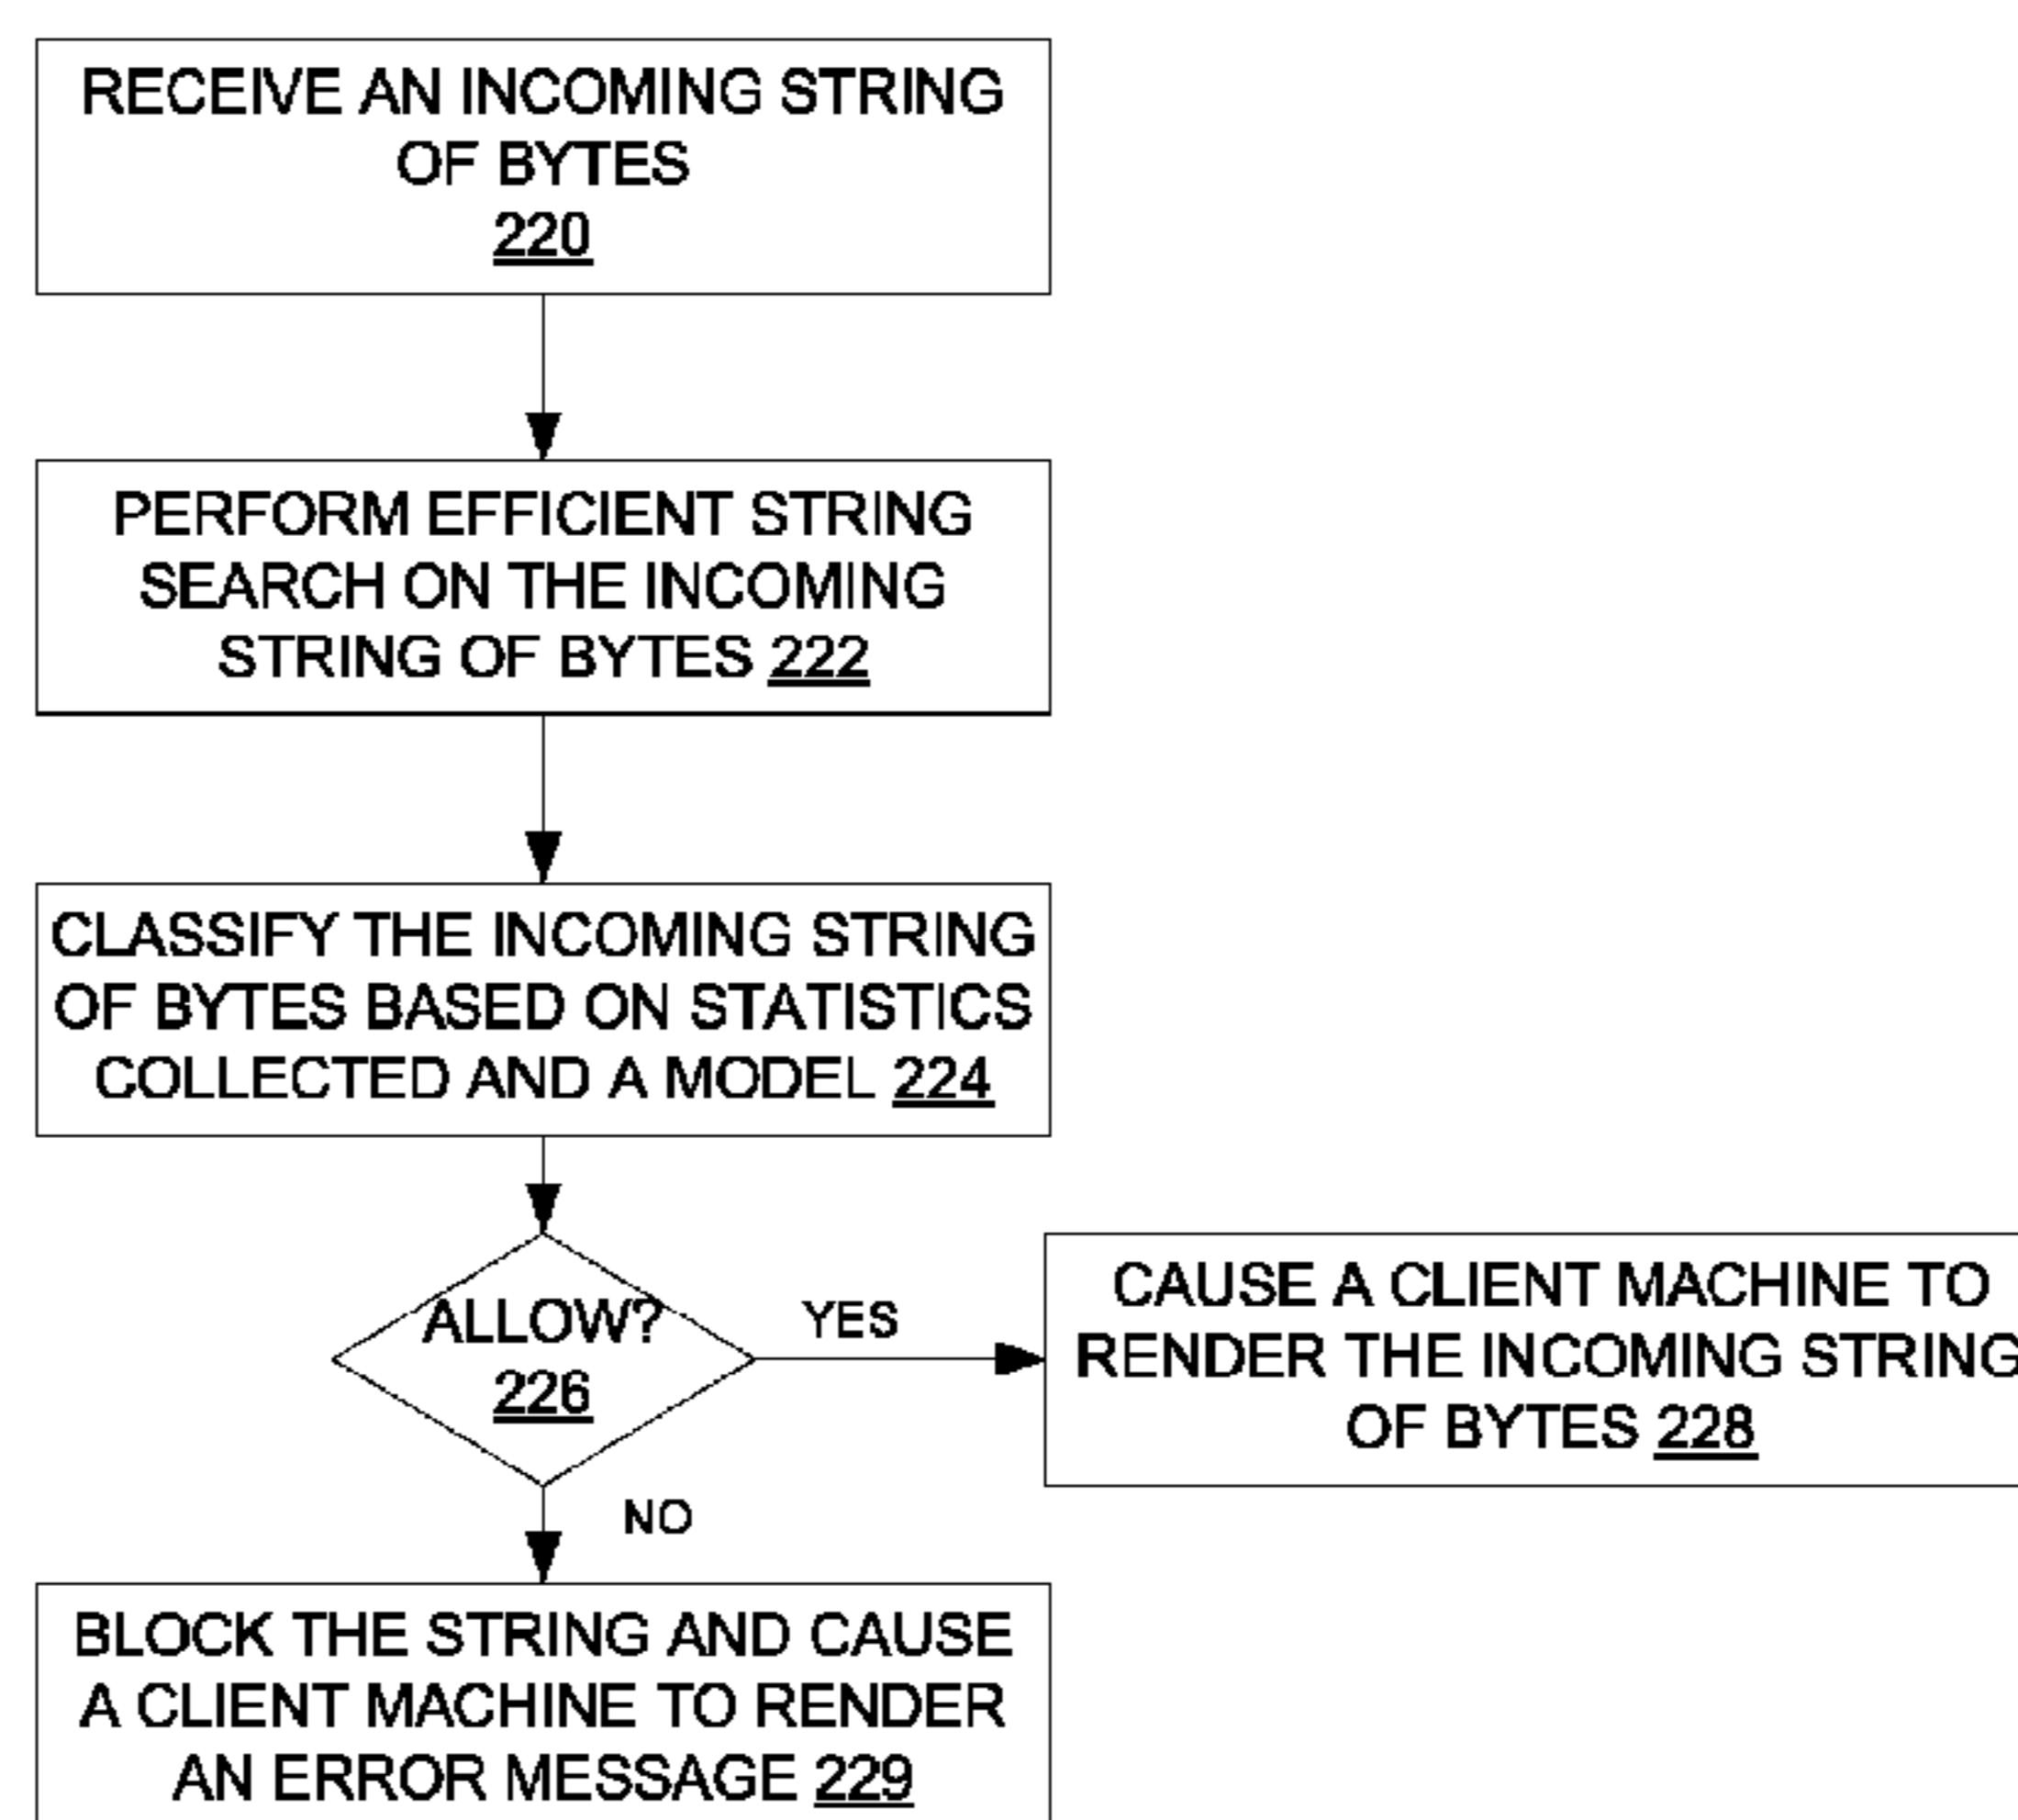 RECEIVE AN INCOMING STRING
OF BYTES
220
PERFORM EFFICIENT STRING
SEARCH ON THE INCOMING
STRING OF BYTES 222
CLASSIFY THE INCOMING STRING
OF BYTES BASED ON STATISTICS
COLLECTED AND A MODEL 224
ALLOW?
226
YES
CAUSE A CLIENT MACHINE TO
RENDER THE INCOMING STRING
OF BYTES 228
NO
BLOCK THE STRING AND CAUSE
A CLIENT MACHINE TO RENDER
AN ERROR MESSAGE 229